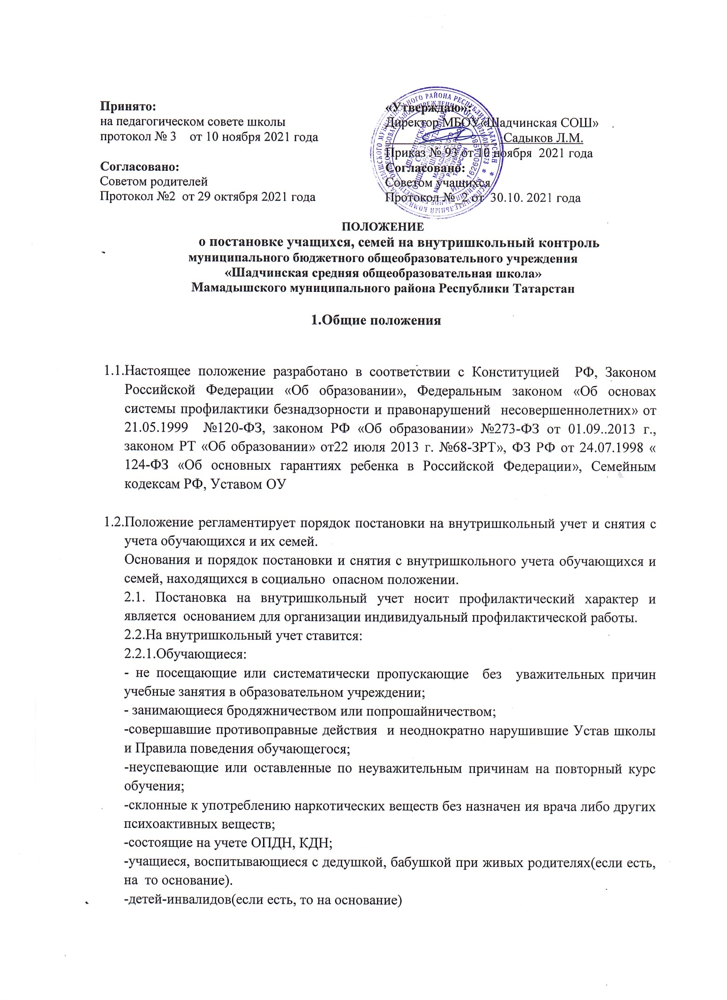 Принято:
на педагогическом совете школы
протокол № 3 от 10 ноября 2021 года
Согласовано:
Советом родителей
Протокол №2 от 29 октября 2021 года
«Утверждаю»:
Директор МБОУ «Шадчинская СОШ»
Садыков Л.М.
Приказ № 93 от 10 ноября 2021 года
Согласовано:
Советом учащихся
Протокол №_2 от 30.10. 2021 года
ПОЛОЖЕНИЕ
о постановке учащихся, семей на внутришкольный контроль
муниципального бюджетного общеобразовательного учреждения
«Шадчинская средняя общеобразовательная школа»
Мамадышского муниципального района Республики Татарстан
1.Общие положения
1.1.Настоящее положение разработано в соответствии с Конституцией РФ, Законом
Российской Федерации «Об образовании», Федеральным законом «Об основах
системы профилактики безнадзорности и правонарушений несовершеннолетних» от
21.05.1999 №120-ФЗ, законом РФ «Об образовании» №273-ФЗ от 01.09..2013 г.,
законом РТ «Об образовании» от22 июля 2013 г. №68-ЗРТ», ФЗ РФ от 24.07.1998 «
124-ФЗ «Об основных гарантиях ребенка в Российской Федерации», Семейным
кодексам РФ, Уставом ОУ
1.2.Положение регламентирует порядок постановки на внутришкольный учет и снятия с
учета обучающихся и их семей.
Основания и порядок постановки и снятия с внутришкольного учета обучающихся и
семей, находящихся в социально опасном положении.
2.1. Постановка на внутришкольный учет носит профилактический характер и
является основанием для организации индивидуальный профилактической работы.
2.2.На внутришкольный учет ставится:
2.2.1.Обучающиеся:
- не посещающие или систематически пропускающие без уважительных причин
учебные занятия в образовательном учреждении;
- занимающиеся бродяжничеством или попрошайничеством;
-совершавшие противоправные действия и неоднократно нарушившие Устав школы
и Правила поведения обучающегося;
-неуспевающие или оставленные по неуважительным причинам на повторный курс
обучения;
-склонные к употреблению наркотических веществ без назначен ия врача либо других
психоактивных веществ;
-состоящие на учете ОПДН, КДН;
-учащиеся, воспитывающиеся с дедушкой, бабушкой при живых родителях(если есть,
на то основание).
-детей-инвалидов(если есть, то на основание)